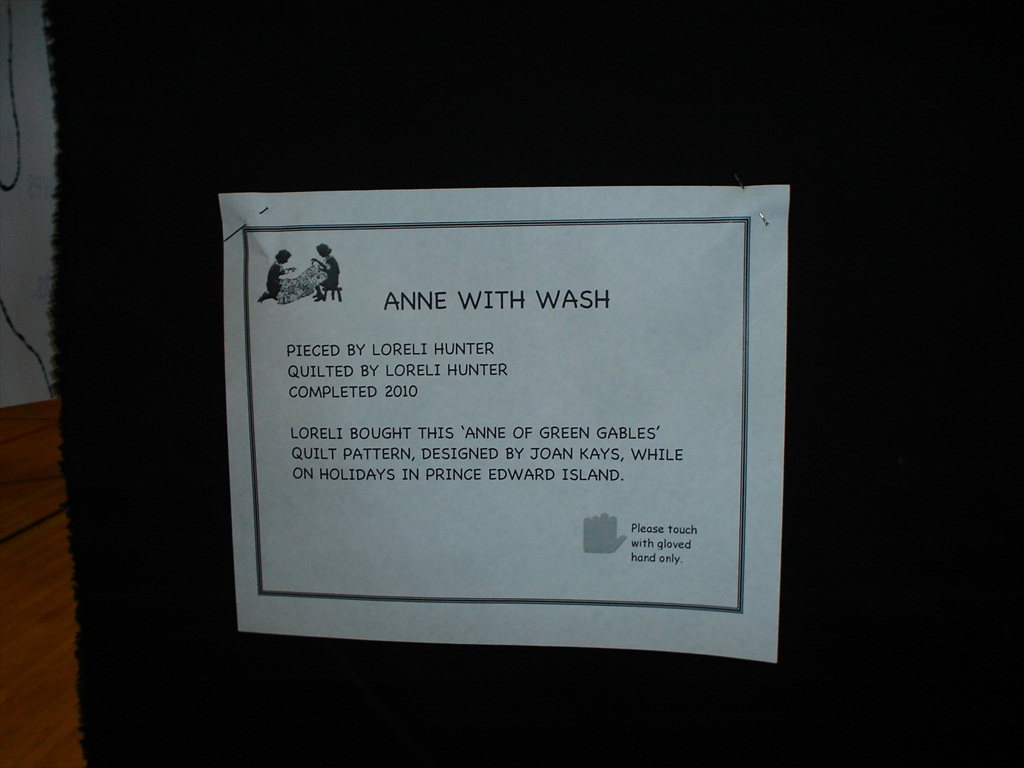 ANNE WITH WASH
PIECED BY LORELI HUNTER
QUILTED BY LORELI HUNTER
COMPLETED 2010
LORELI BOUGHT THIS 'ANNE OF GREEN GABLES'
QUILT PATTERN, DESIGNED BY JOAN KAYS, WHILE
ON HOLIDAYS IN PRINCE EDWARD ISLAND.
Please touch
with gloved
hand only.